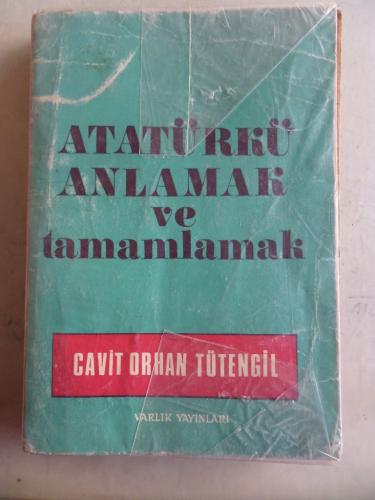 ATATÜRKÜ
ANLAMAK
ve
tamamlamak
CAVİT ORHAN TÜTENGİL
VARLIK YAYINLARI